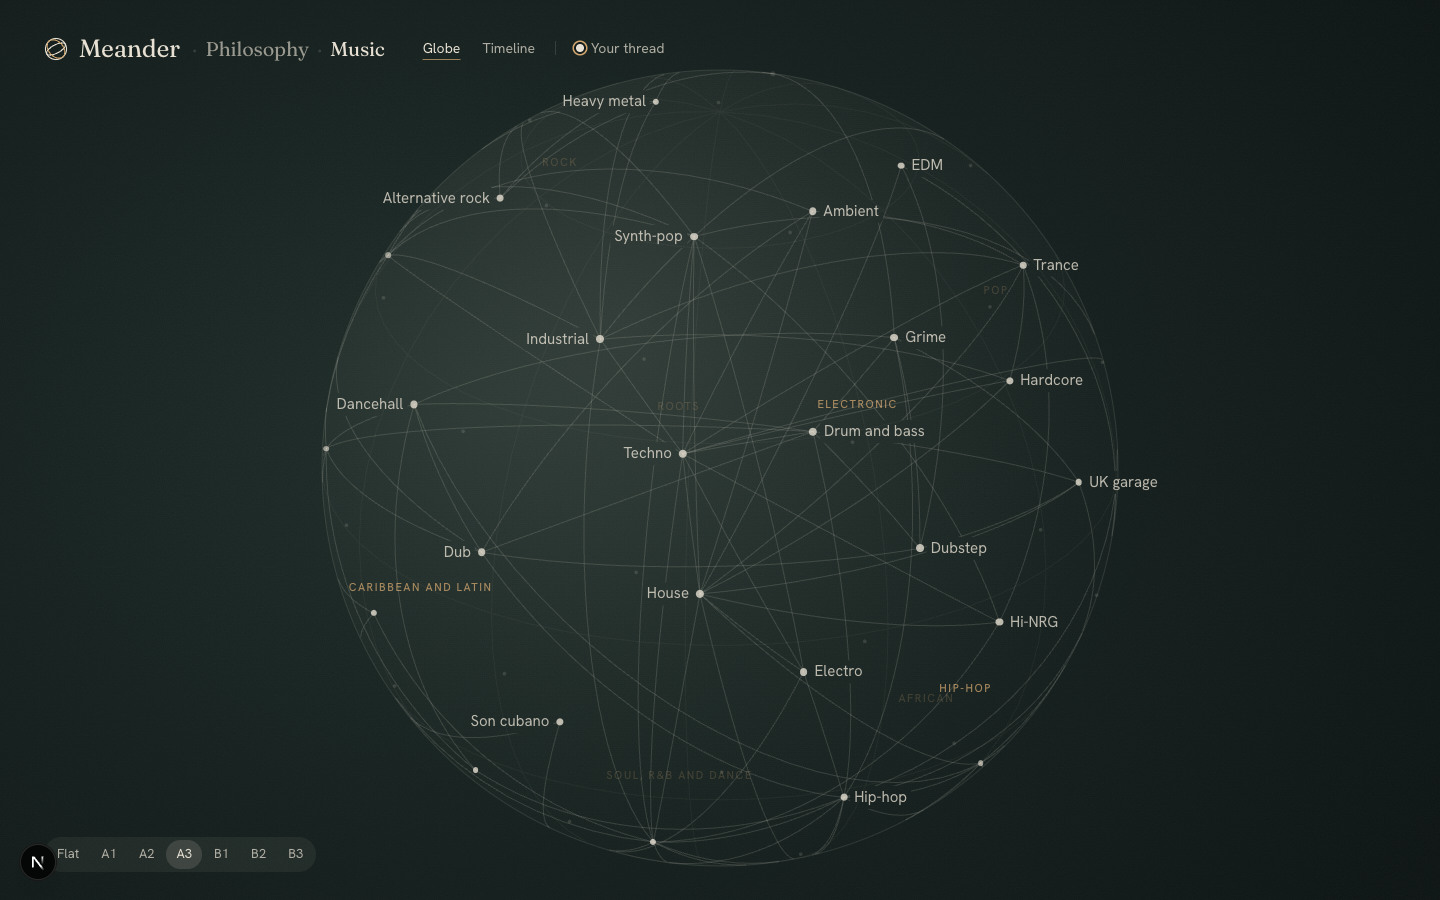 Meander · Philosophy · Music Globe Timeline Your thread
Heavy metal
ROCK
EDM
Alternative rock
Ambient
Synth-pop
Trance
POP
Industrial
Grime
Hardcore
Dancehall
ROOTS
ELECTRONIC
Drum and bass
Techno
UK garage
Dub
Dubstep
CARIBBEAN AND LATIN
House
Hi-NRG
Electro
HIP-HOP
AFRICAN
Son cubano
SOUL, R&B AND DANCE
Hip-hop
N Flat A1 A2 A3 B1 B2 B3